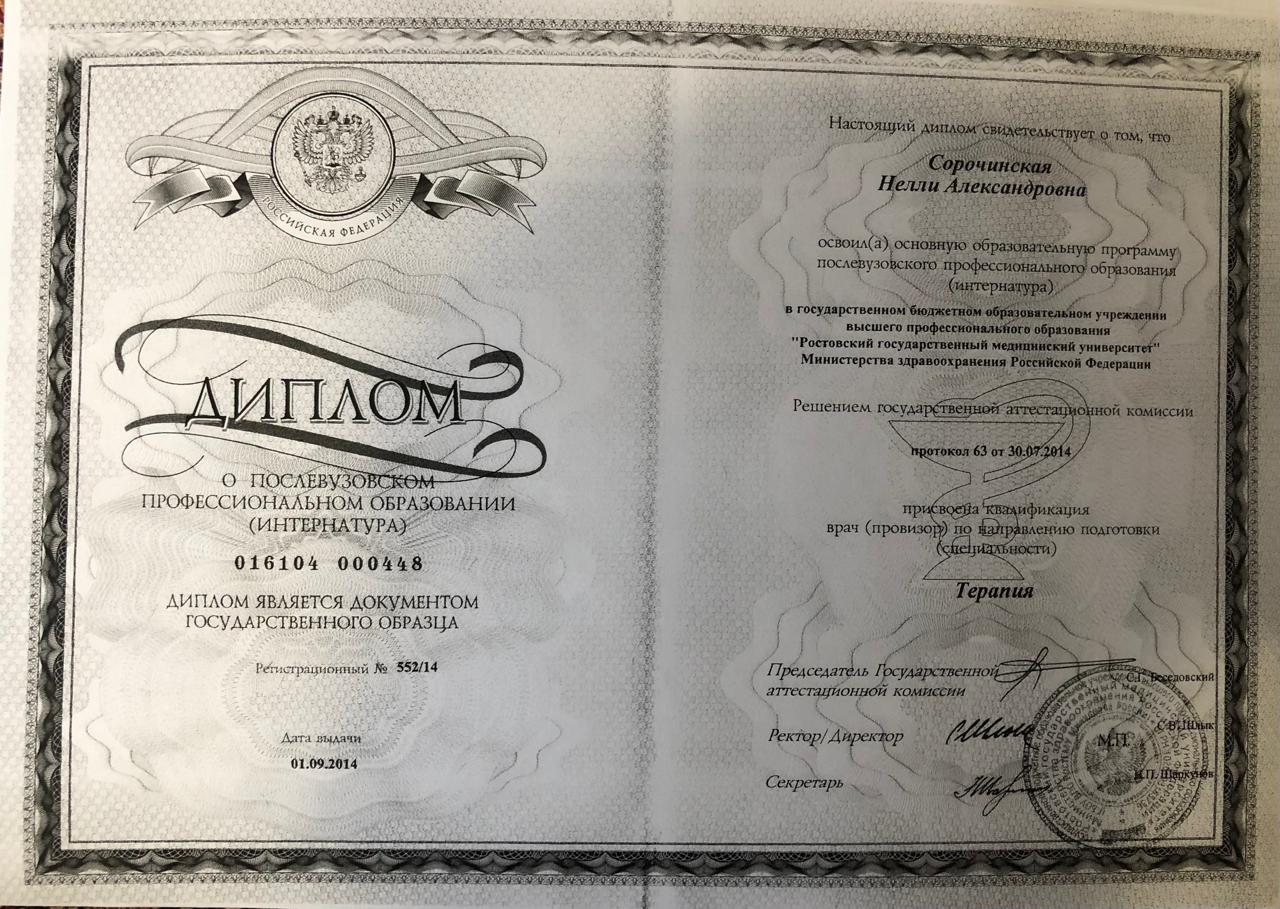 РОССИЙСКАЯ ФЕДЕРАЦИЯ
ДИПЛОМ
О ПОСЛЕВУЗОВСКОМ
ПРОФЕССИОНАЛЬНОМ ОБРАЗОВАНИИ
(ИНТЕРНАТУРА)
016104 000448
ДИПЛОМ ЯВЛЯЕТСЯ ДОКУМЕНТОМ
ГОСУДАРСТВЕННОГО ОБРАЗЦА
Регистрационный № 552/14
Дата выдачи
01.09.2014
Настоящий диплом свидетельствует о том, что
Сорочинская
Нелли Александровна
освоил(а) основную образовательную программу
послевузовского профессионального образования
(интернатура)
в государственном бюджетном образовательном учреждении
высшего профессионального образования
"Ростовский государственный медицинский университет"
Министерства здравоохранения Российской Федерации
Решением государственной аттестационной комиссии
протокол 63 от 30.07.2014
присвоена квалификация
врач (провизор) по направлению подготовки
(специальности)
Терапия
Председатель Государственной
аттестационной комиссии
Беседовский
Ректор/Директор
С.В. Шлык
М.П.
Секретарь
Н.П. Шаркунов